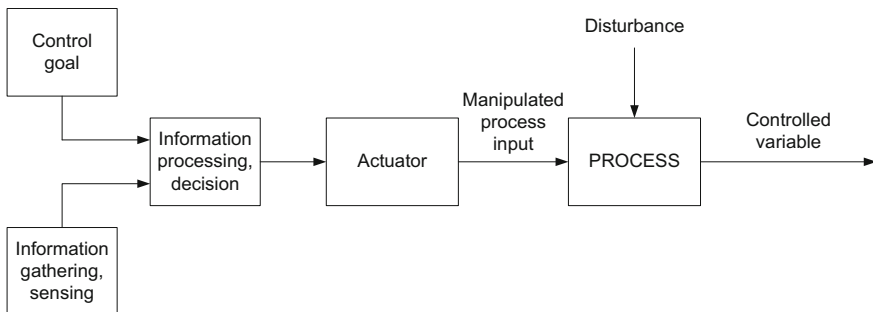 Control
goal
Information
gathering,
sensing
Information
processing,
decision
Actuator
Manipulated
process
input
Disturbance
PROCESS
Controlled
variable